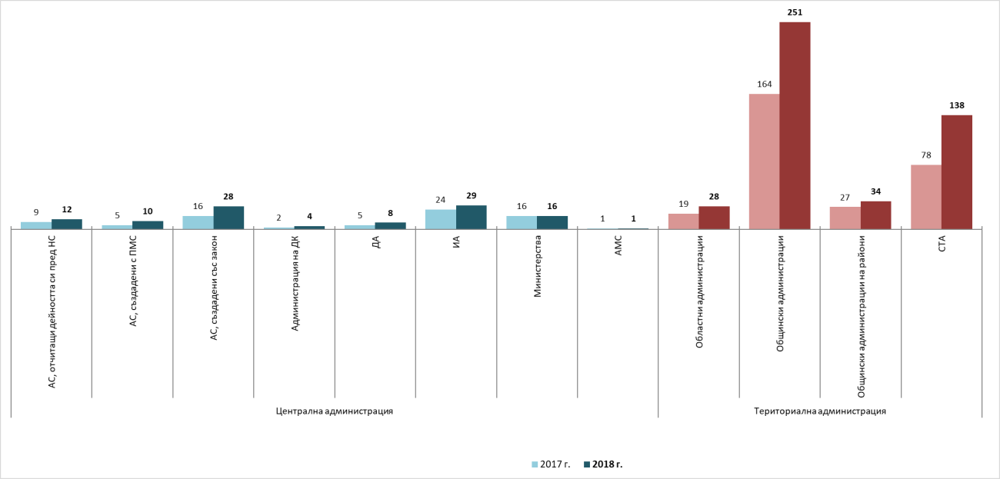 251
164
138
78
9
12
5
10
16
28
2
4
5
8
24
29
16
16
1
1
19
28
27
34
АС, отчитащи дейността си пред НС
АС, създадени с ПМС
АС, създадени със закон
Администрация на ДК
ДА
ИА
Министерства
АМС
Областни администрации
Общински администрации
Общински администрации на райони
СТА
Централна администрация
Териториална администрация
2017 г.
2018 г.